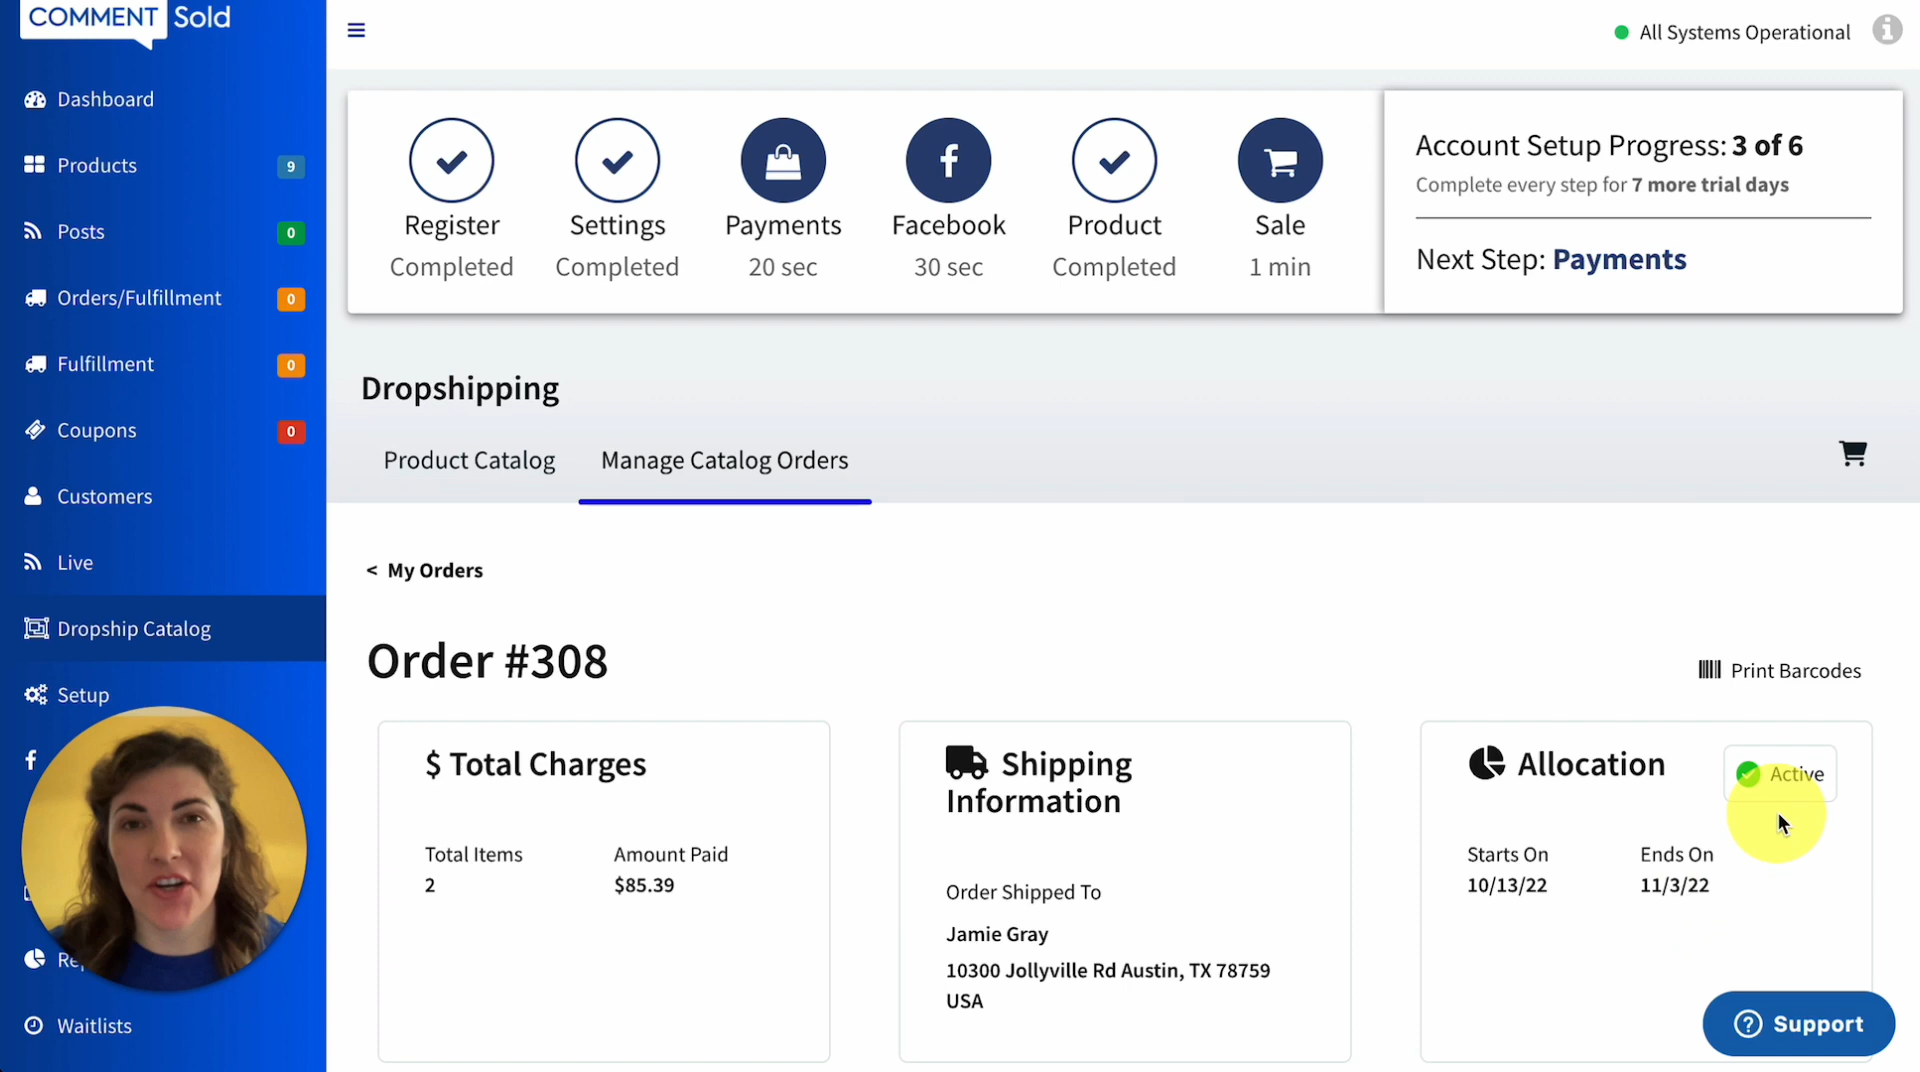 COMMENT Sold
All Systems Operational
Dashboard
Products 9
Posts 0
Orders/Fulfillment 0
Fulfillment 0
Coupons 0
Customers
Live
Dropship Catalog
Setup
Waitlists
Register
Completed
Settings
Completed
Payments
20 sec
Facebook
30 sec
Product
Completed
Sale
1 min
Account Setup Progress: 3 of 6
Complete every step for 7 more trial days
Next Step: Payments
Dropshipping
Product Catalog
Manage Catalog Orders
< My Orders
Order #308
Print Barcodes
$ Total Charges
Total Items
2
Amount Paid
$85.39
Shipping
Information
Order Shipped To
Jamie Gray
10300 Jollyville Rd Austin, TX 78759
USA
Allocation
Active
Starts On
10/13/22
Ends On
11/3/22
Support